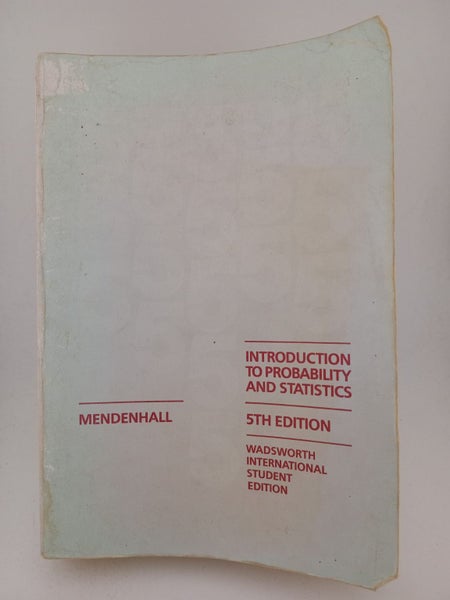 INTRODUCTION
TO PROBABILITY
AND STATISTICS
MENDENHALL
5TH EDITION
WADSWORTH
INTERNATIONAL
STUDENT
EDITION